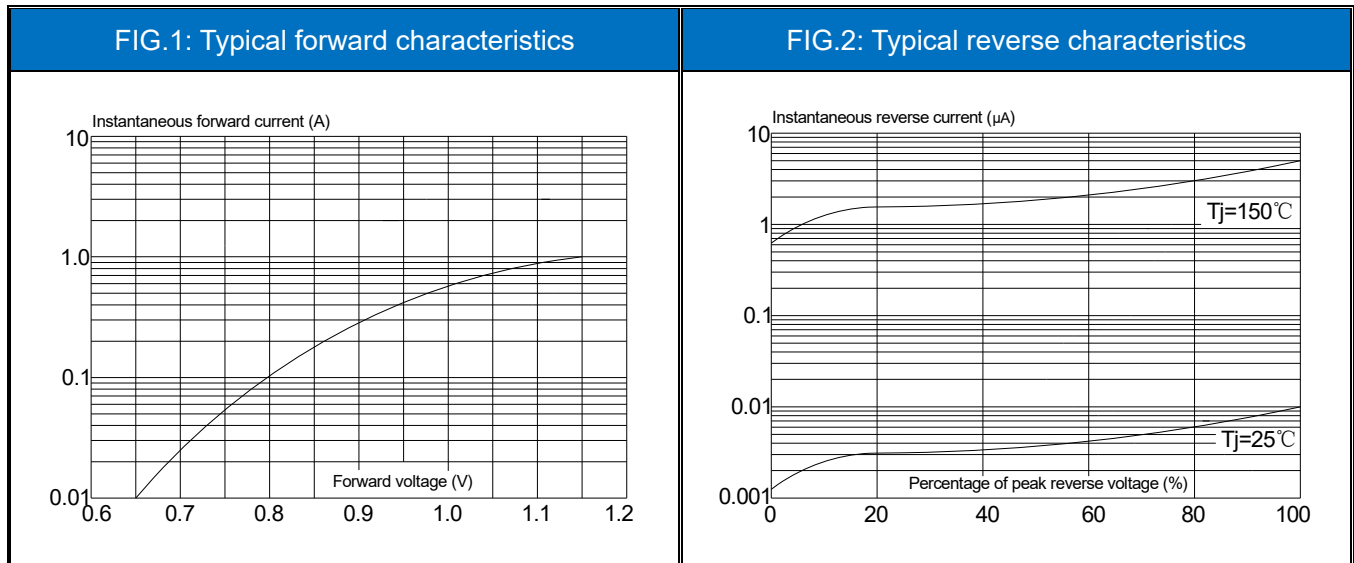 FIG.1: Typical forward characteristics
FIG.2: Typical reverse characteristics
Instantaneous forward current (A)
10
1.0
0.1
0.01
Forward voltage (V)
0.6 0.7 0.8 0.9 1.0 1.1 1.2
Instantaneous reverse current (μA)
10
1
0.1
0.01
0.001
Tj=150℃
Tj=25℃
Percentage of peak reverse voltage (%)
0 20 40 60 80 100